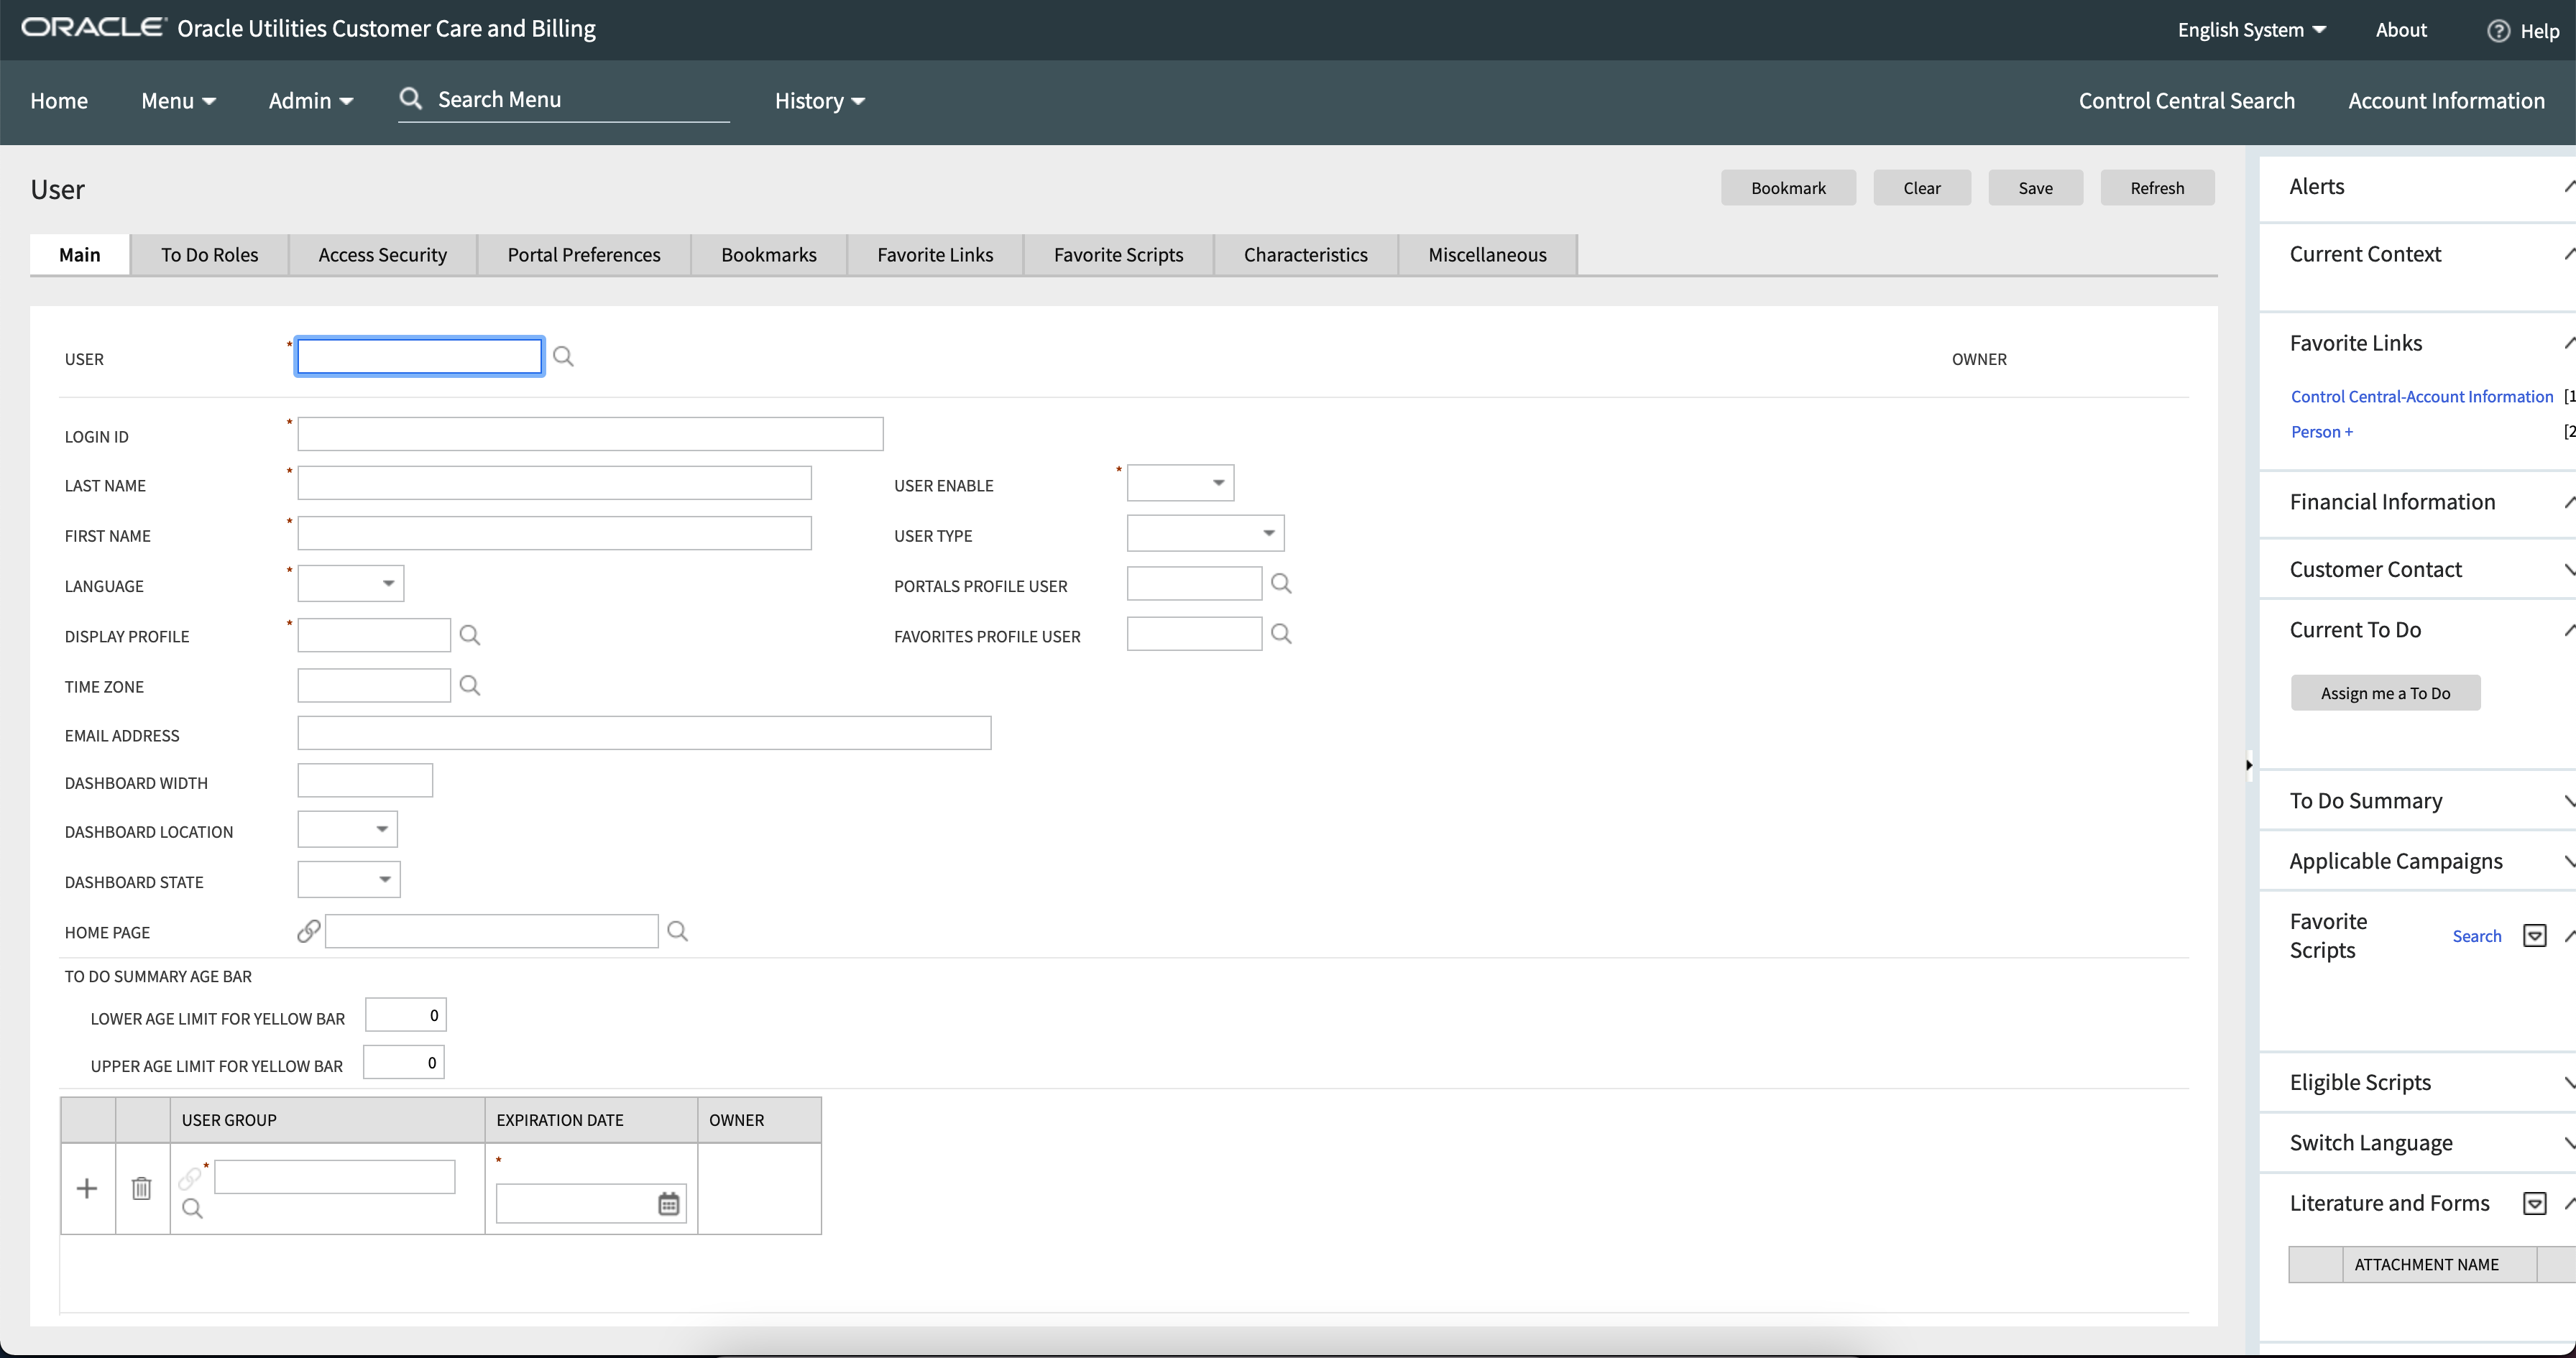 ORACLE Oracle Utilities Customer Care and Billing
English System About ? Help
Home Menu Admin Search Menu History Control Central Search Account Information
User
Bookmark Clear Save Refresh
Main To Do Roles Access Security Portal Preferences Bookmarks Favorite Links Favorite Scripts Characteristics Miscellaneous
USER * OWNER
LOGIN ID *
LAST NAME * USER ENABLE *
FIRST NAME * USER TYPE
LANGUAGE * PORTALS PROFILE USER
DISPLAY PROFILE * FAVORITES PROFILE USER
TIME ZONE
EMAIL ADDRESS
DASHBOARD WIDTH
DASHBOARD LOCATION
DASHBOARD STATE
HOME PAGE
TO DO SUMMARY AGE BAR
LOWER AGE LIMIT FOR YELLOW BAR 0
UPPER AGE LIMIT FOR YELLOW BAR 0
USER GROUP EXPIRATION DATE OWNER
+ * *
Alerts
Current Context
Favorite Links
Control Central-Account Information [1
Person + [2
Financial Information
Customer Contact
Current To Do
Assign me a To Do
To Do Summary
Applicable Campaigns
Favorite
Scripts Search
Eligible Scripts
Switch Language
Literature and Forms
ATTACHMENT NAME